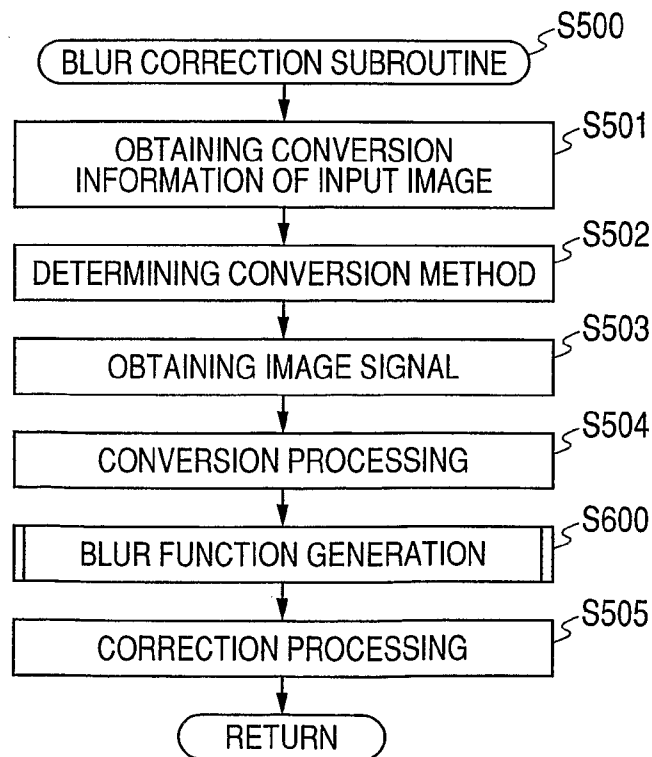 S500
BLUR CORRECTION SUBROUTINE
S501
OBTAINING CONVERSION
INFORMATION OF INPUT IMAGE
S502
DETERMINING CONVERSION METHOD
S503
OBTAINING IMAGE SIGNAL
S504
CONVERSION PROCESSING
S600
BLUR FUNCTION GENERATION
S505
CORRECTION PROCESSING
RETURN